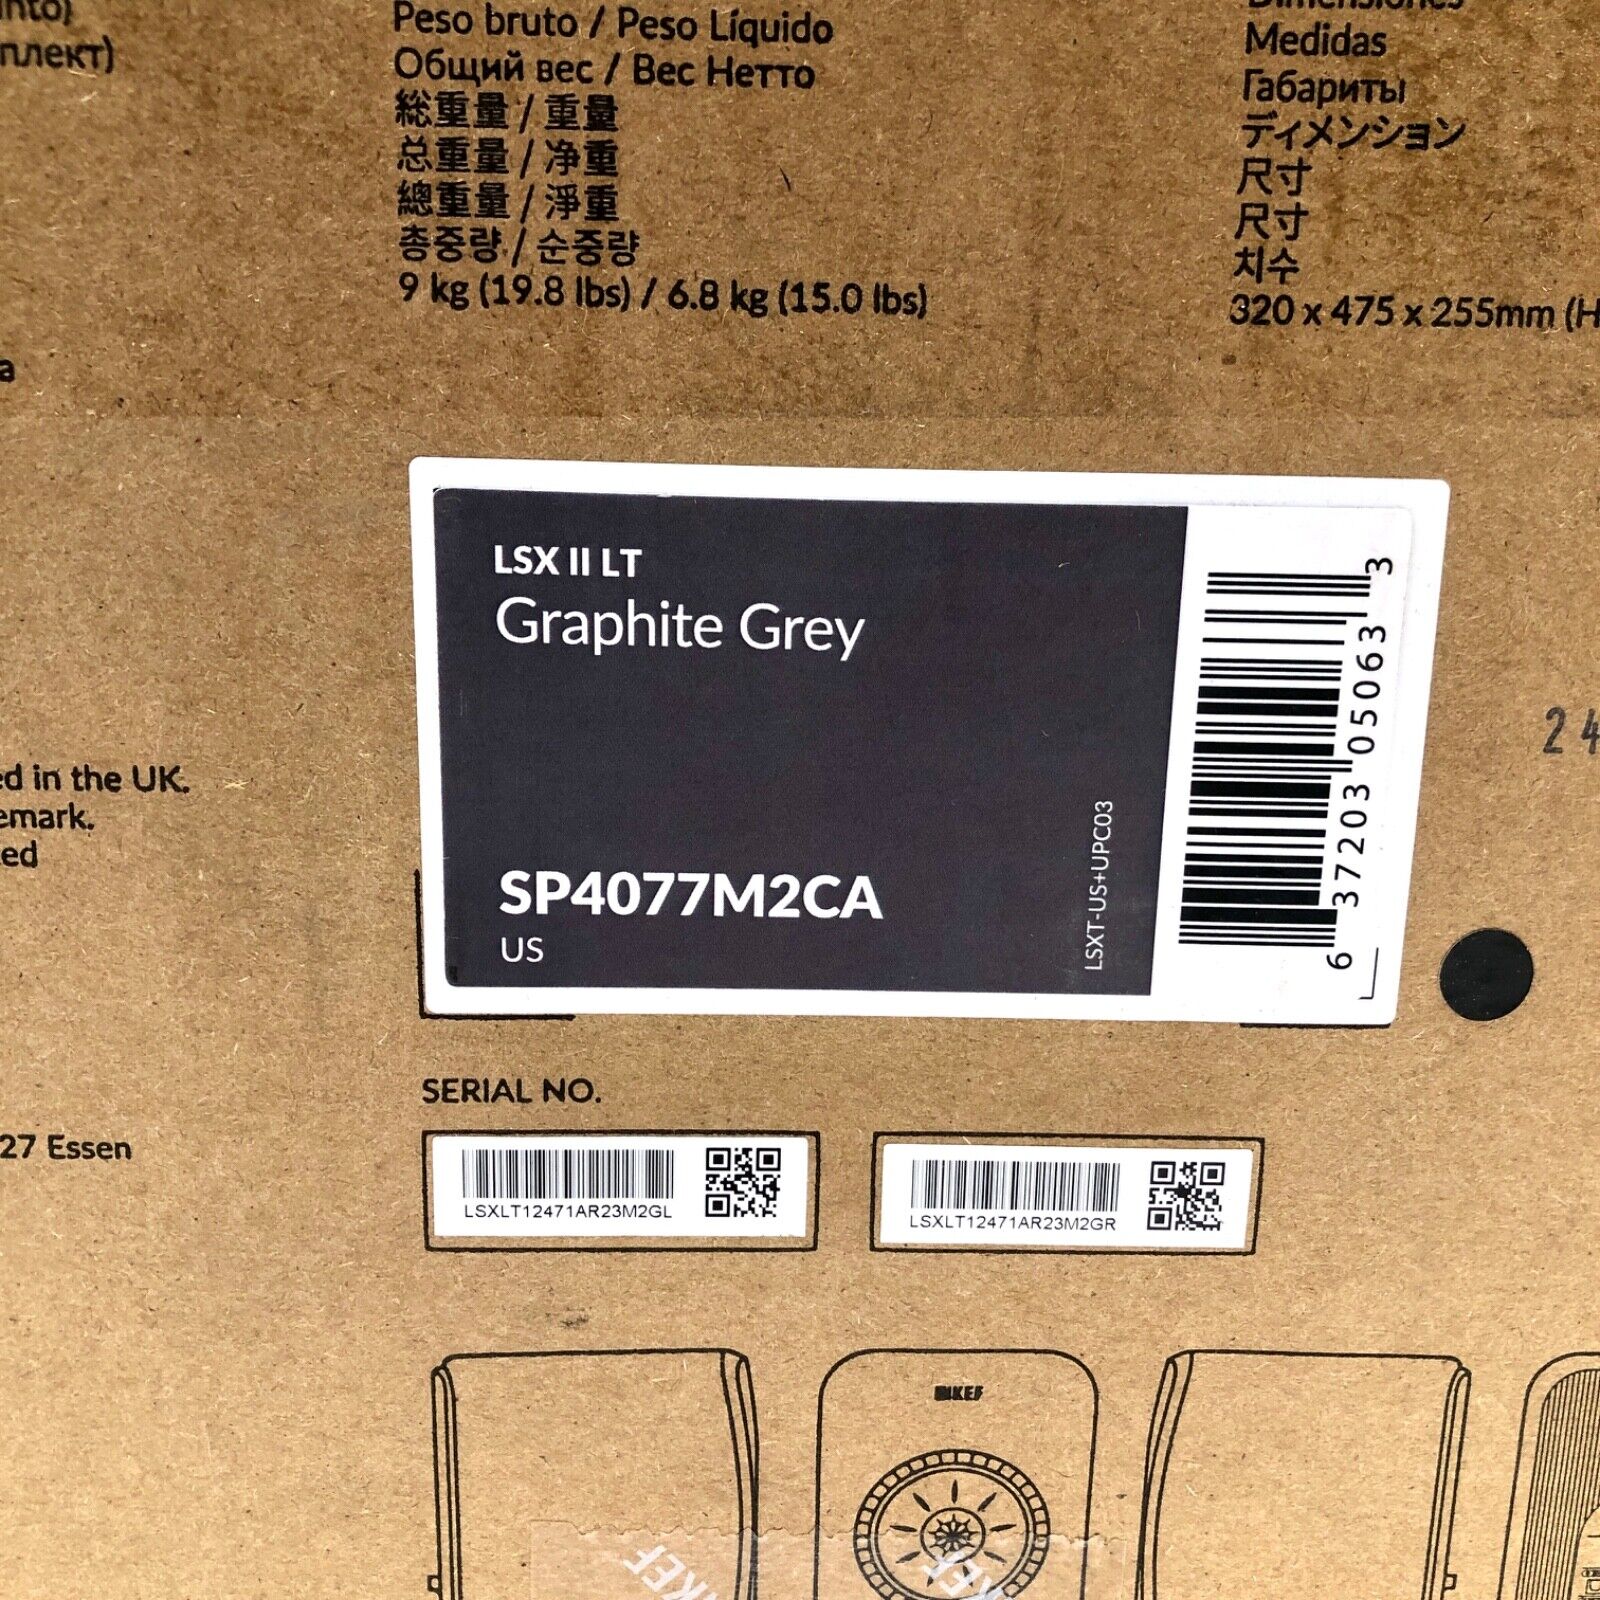 Peso bruto / Peso Líquido
Общий вес / Вес Нетто
総重量 / 重量
总重量 / 净重
總重量 / 淨重
총중량 / 순중량
9 kg (19.8 lbs) / 6.8 kg (15.0 lbs)
Dimensiones
Medidas
Габариты
ディメンション
尺寸
尺寸
치수
320 x 475 x 255mm (H
LSX II LT
Graphite Grey
SP4077M2CA
US
LSXT-US+UPC03
6 37203 05063 3
24
ed in the UK.
emark.
ed
27 Essen
SERIAL NO.
LSXLT12471AR23M2GL
LSXLT12471AR23M2GR
KEF
KEF
KEF